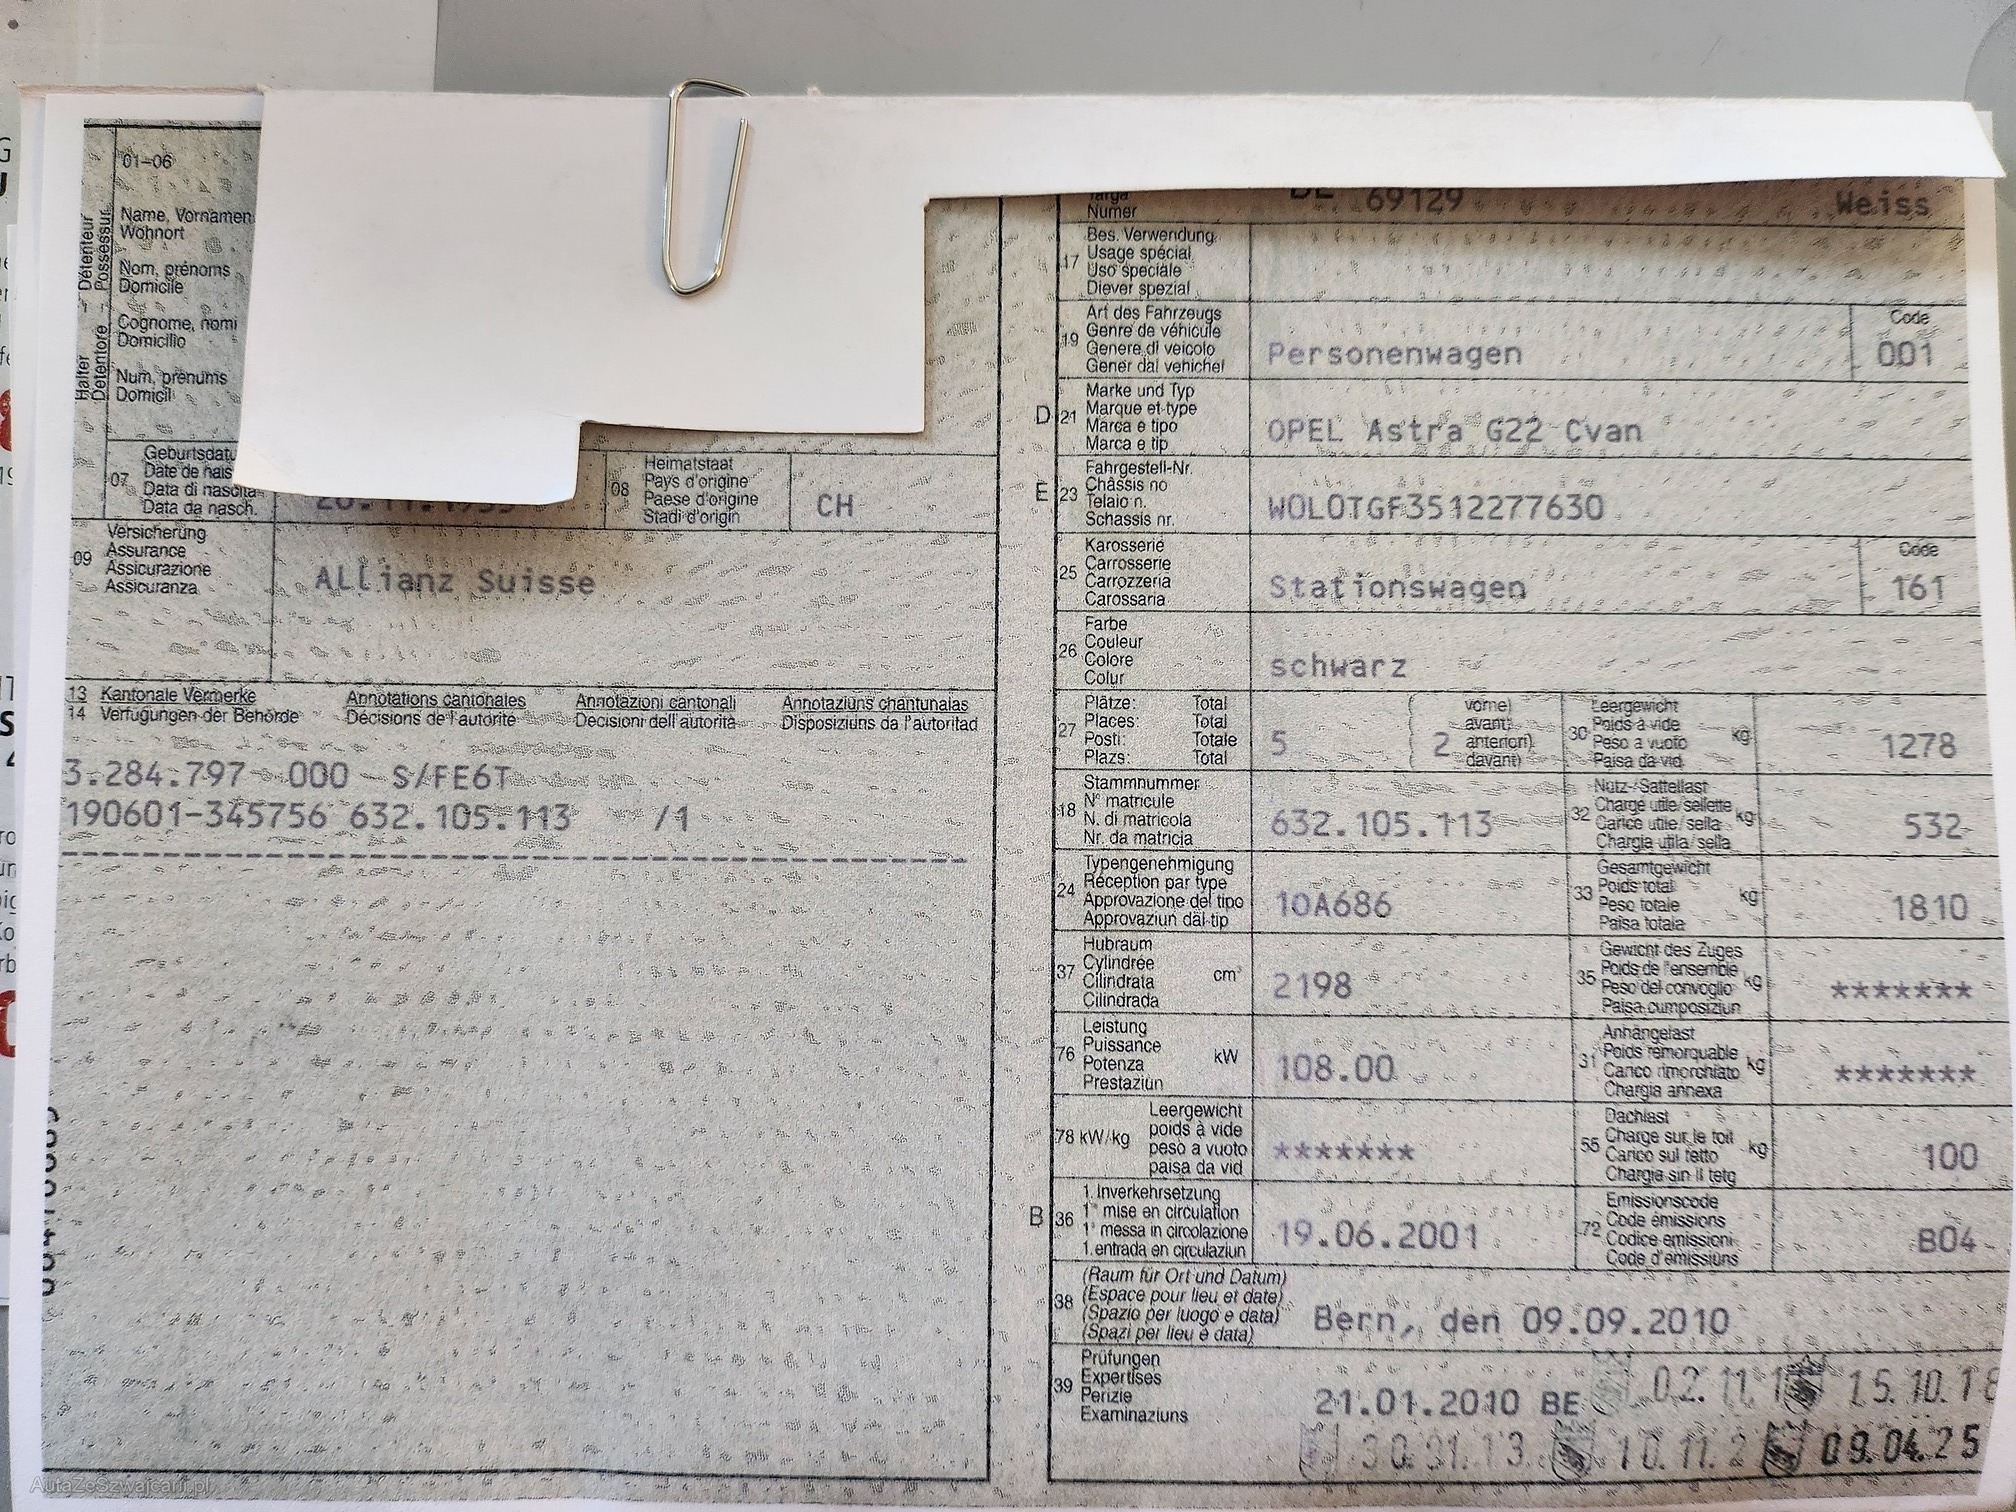 01-06
Halter Détenteur
Detentore Possessur
Name, Vornamen
Wohnort
Nom, prénoms
Domicile
Cognome, nomi
Domicilio
Num, prenums
Domicil
07
Date de nais
Data di nascita
Data da nasch.
08 Heimatstaat
Pays d'origine
Paese d'origine
Stadi d'origin
CH
09 Versicherung
Assurance
Assicurazione
Assicuranza
Allianz Suisse
13 Kantonale Vermerke Annotations cantonales Annotazioni cantonali Annotaziuns chantunalas
14 Verfügungen der Behörde Décisions de l'autorité Decisioni dell'autorità Disposiziuns da l'autoritad
3.284.797 000 S/FE6T
190601-345756 632.105.113 /1
Numer
69129 Weiss
17 Bes. Verwendung
Usage spécial
Uso speciale
Diever spezial
19 Art des Fahrzeugs
Genre de véhicule
Genere di veicolo
Gener dal vehichel
Personenwagen
Code
001
D 21 Marke und Typ
Marque et type
Marca e tipo
Marca e tip
OPEL Astra G22 Cvan
E 23 Fahrgestell-Nr.
Châssis no
Telaio n.
Schassis nr.
WOLOTGF3512277630
25 Karosserie
Carrosserie
Carrozzeria
Carossaria
Stationswagen
Code
161
26 Farbe
Couleur
Colore
Colur
schwarz
27 Plätze: Total
Places: Total
Posti: Totale
Plazs: Total
5
vorne)
avant)
( 2 anteriori)
davant)
30 Leergewicht
Poids à vide
Peso a vuoto
Paisa da vid
kg
1278
18 Stammnummer
N° matricule
N. di matricola
Nr. da matricla
632.105.113
32 Nutz-/Sattellast
Charge utile/sellette
Carico utile/sella
Chargia utila/sella
kg
532
24 Typengenehmigung
Réception par type
Approvazione del tipo
Approvaziun dal tip
10A686
33 Gesamtgewicht
Poids total
Peso totale
Paisa totala
kg
1810
37 Hubraum
Cylindrée
Cilindrata
Cilindrada
cm³
2198
35 Gewicht des Zuges
Poids de l'ensemble
Peso del convoglio
Paisa cumposiziun
kg
*******
76 Leistung
Puissance
Potenza
Prestaziun
kW
108.00
31 Anhängelast
Poids remorquable
Carico rimorchiato
Chargia annexa
kg
*******
78 kW/kg Leergewicht
poids à vide
peso a vuoto
paisa da vid
*******
55 Dachlast
Charge sur le toit
Carico sul tetto
Chargia sin il tetg
kg
100
B 36 1. Inverkehrsetzung
1re mise en circulation
1a messa in circolazione
1. entrada en circulaziun
19.06.2001
72 Emissionscode
Code émissions
Codice emissioni
Code d'emissiuns
B04
38 (Raum für Ort und Datum)
(Espace pour lieu et date)
(Spazio per luogo e data)
(Spazi per lieu e data)
Bern, den 09.09.2010
39 Prüfungen
Expertises
Perizie
Examinaziuns
21.01.2010 BE
02.11.1
15.10.18
10.11.2
09.04.25
AutaZeSzwajcarii.pl